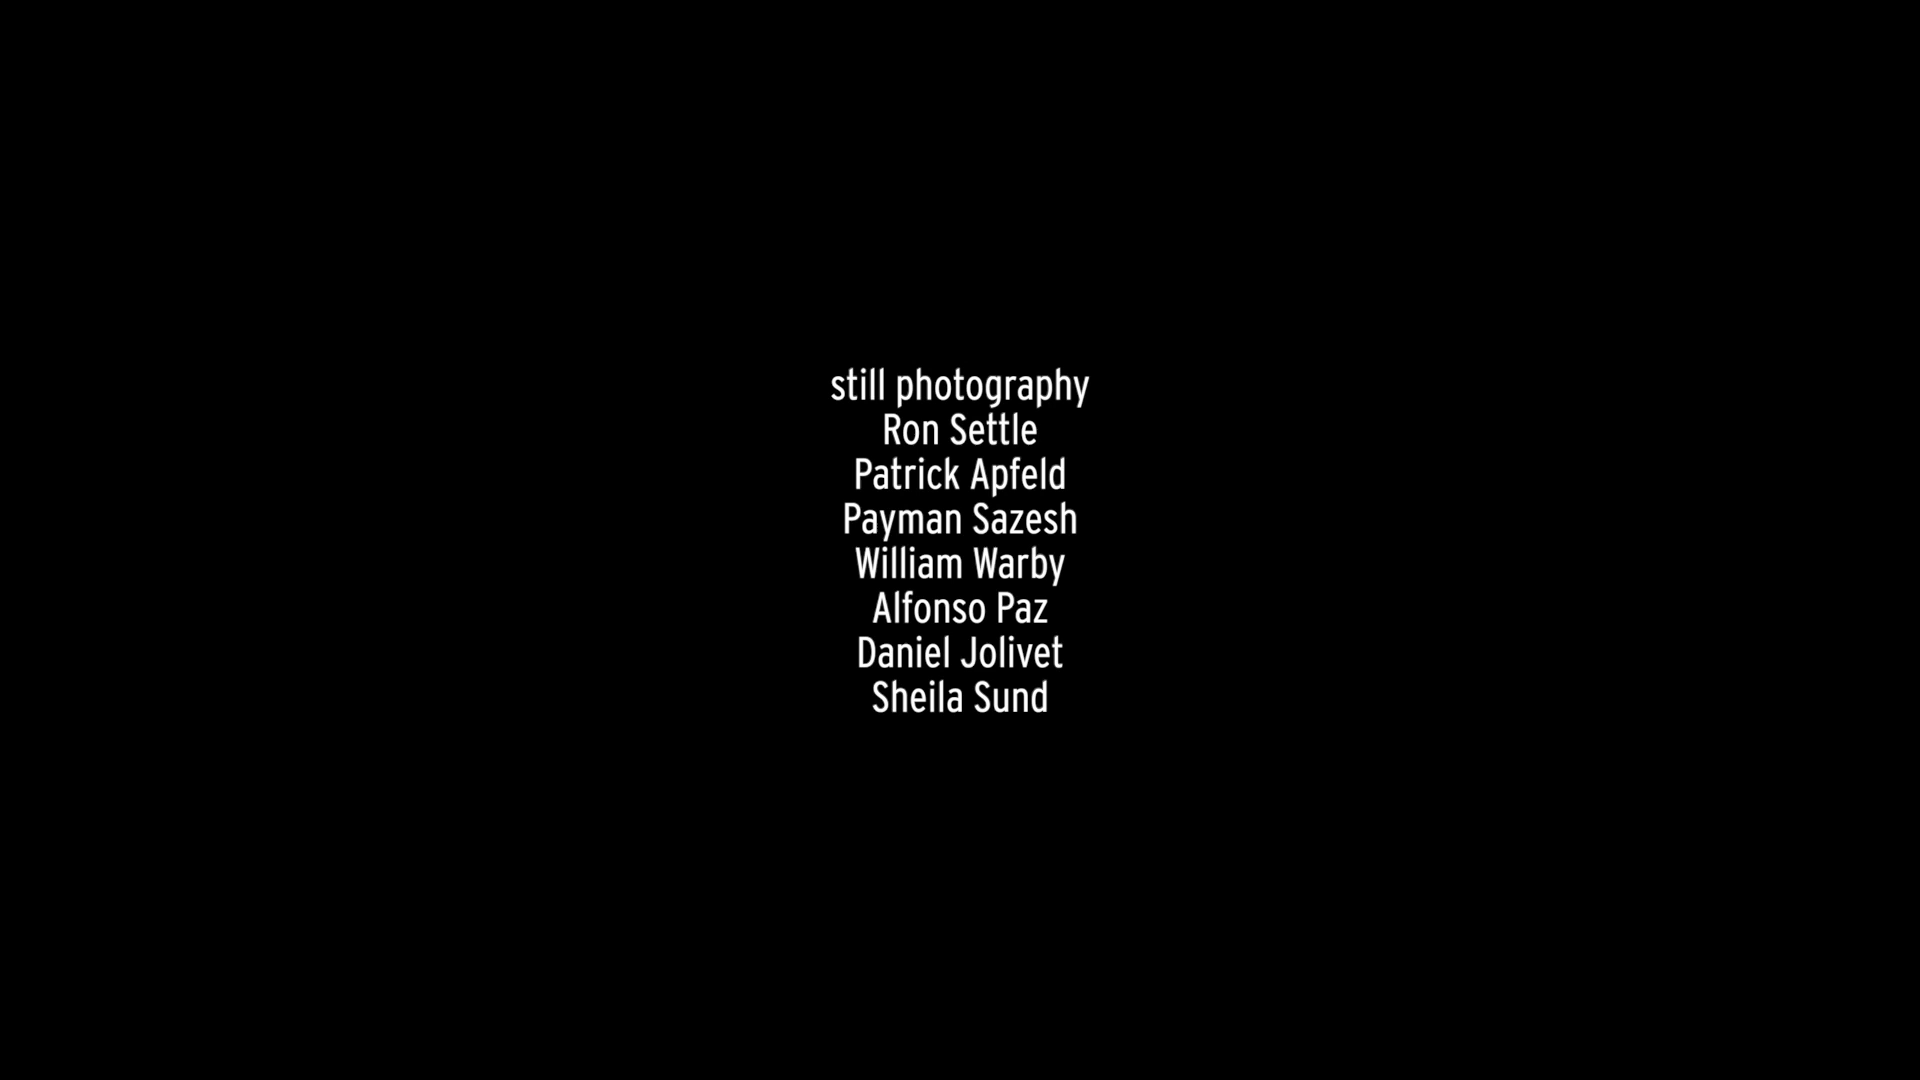 still photography
Ron Settle
Patrick Apfeld
Payman Sazesh
William Warby
Alfonso Paz
Daniel Jolivet
Sheila Sund